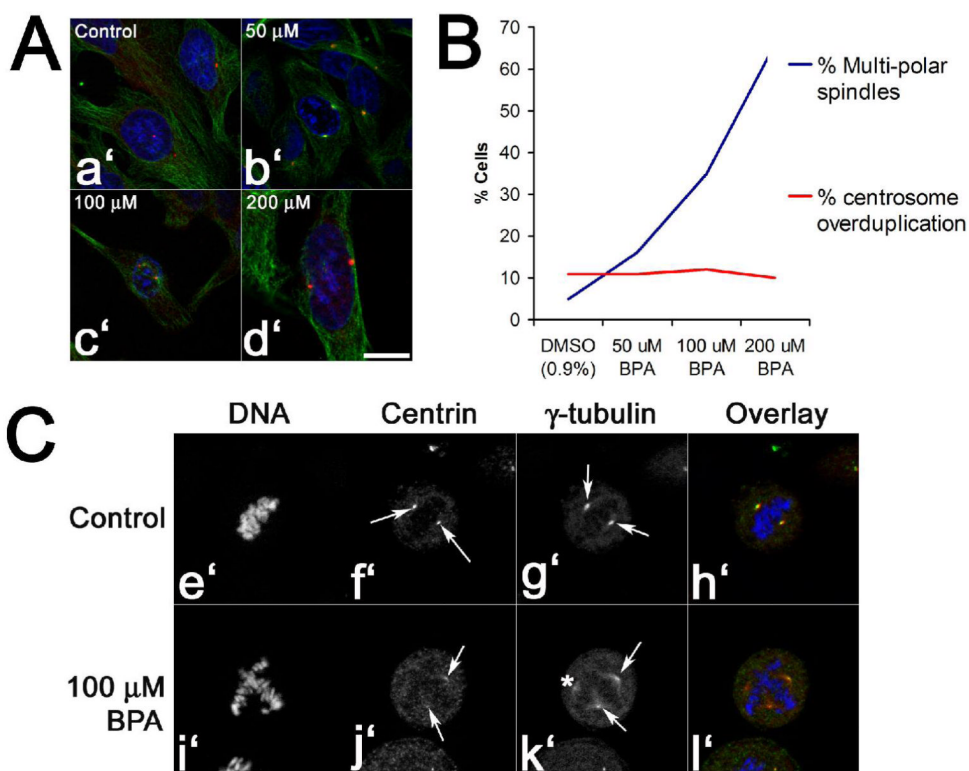 A
Control
50 µM
a‘
b‘
100 µM
200 µM
c‘
d‘
B
70
60
50
40
30
20
10
0
% Cells
DMSO
(0.9%)
50 uM
BPA
100 uM
BPA
200 uM
BPA
% Multi-polar
spindles
% centrosome
overduplication
C
DNA
Centrin
γ-tubulin
Overlay
Control
e‘
f‘
g‘
h‘
100 µM
BPA
i‘
j‘
*
k‘
l‘